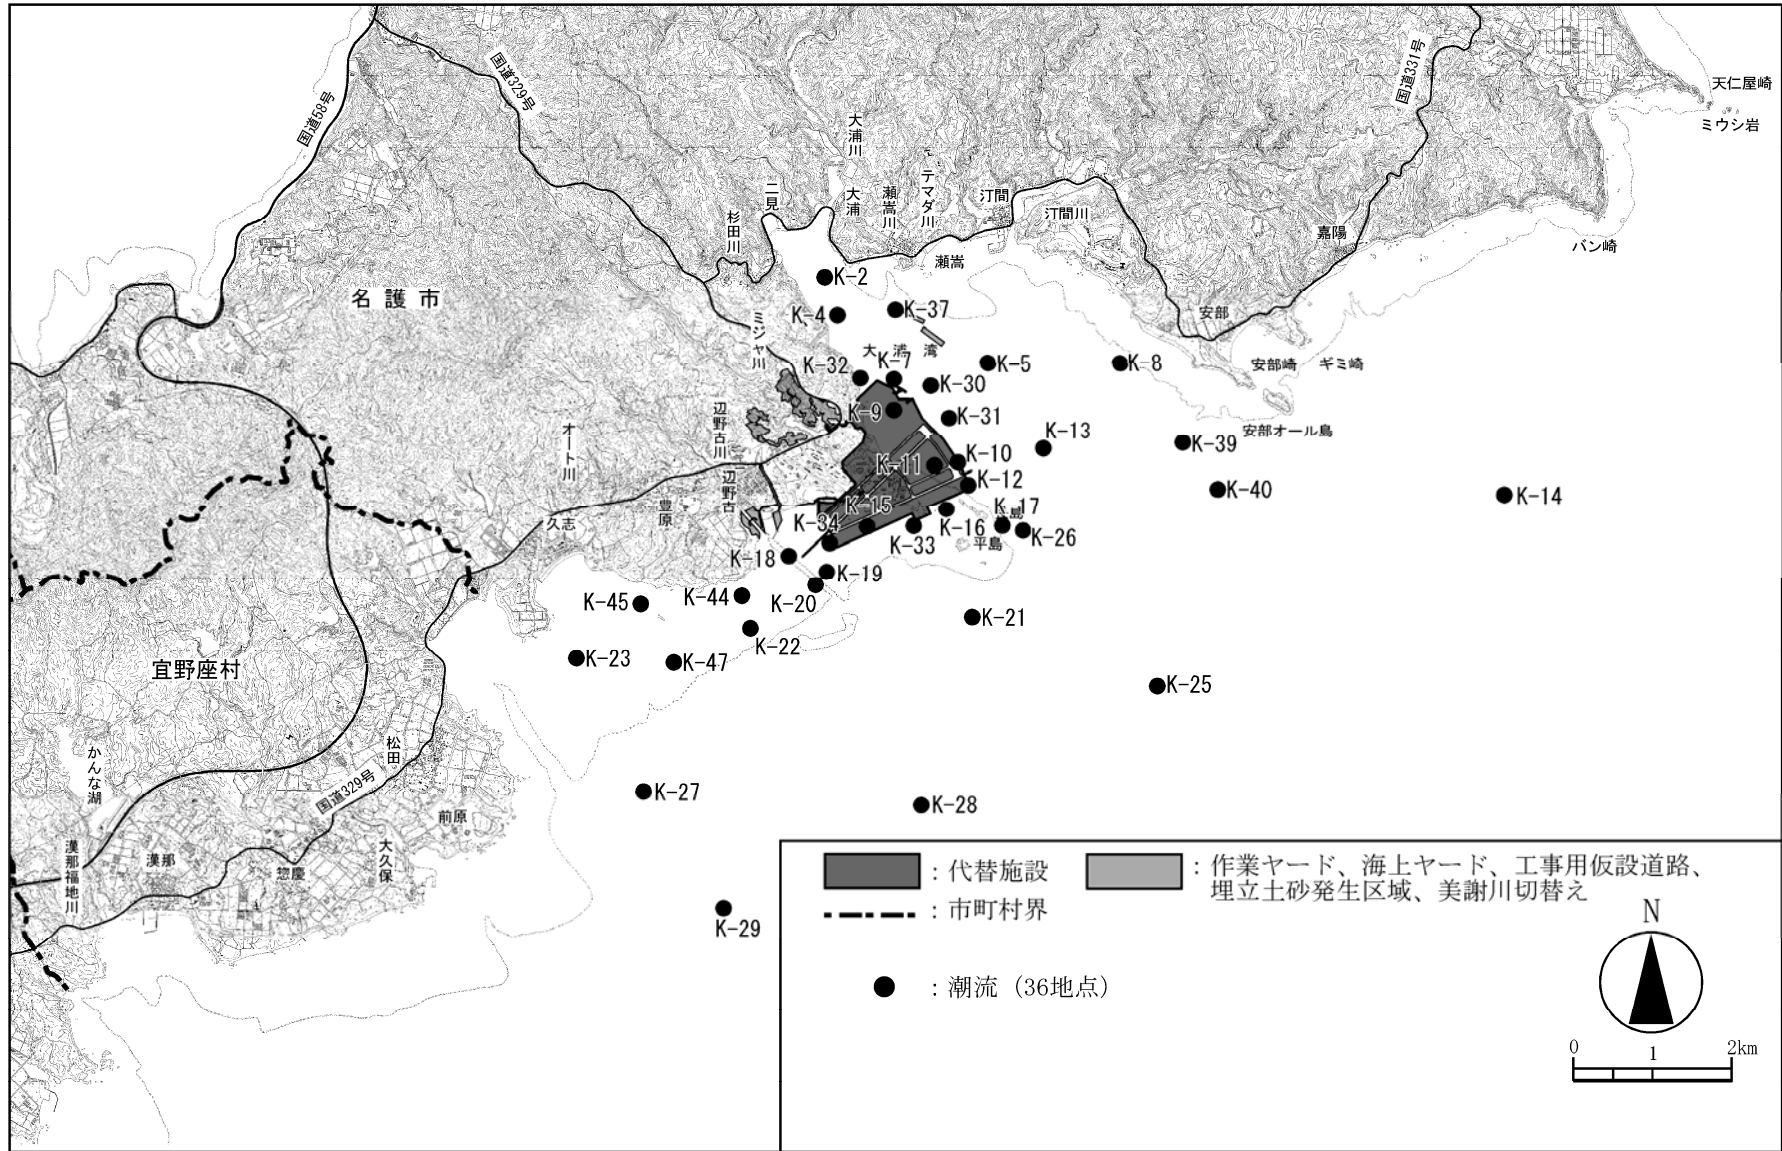 国道58号
国道329号
国道331号
天仁屋崎
ミウシ岩
バン崎
大浦川
二見
大浦
瀬嵩川
テマダ川
汀間
汀間川
杉田川
瀬嵩
嘉陽
安部
名護市
ミジャ川
K-2
K-4
K-37
大浦湾
K-32
K-7
K-5
K-8
安部崎
ギミ崎
K-30
K-9
K-31
安部オール島
辺野古川
オート川
K-13
K-39
K-10
K-11
K-12
K-40
K-14
辺野古
豊原
久志
K-15
K-34
K-16
K-17
島
K-26
K-33
平島
K-18
K-19
K-20
K-44
K-45
K-21
K-22
K-23
K-47
K-25
宜野座村
かんな湖
松田
国道329号
K-27
K-28
前原
漢那福地川
漢那
惣慶
大久保
K-29
：代替施設
：作業ヤード、海上ヤード、工事用仮設道路、
埋立土砂発生区域、美謝川切替え
：市町村界
：潮流（36地点）
N
0
1
2km